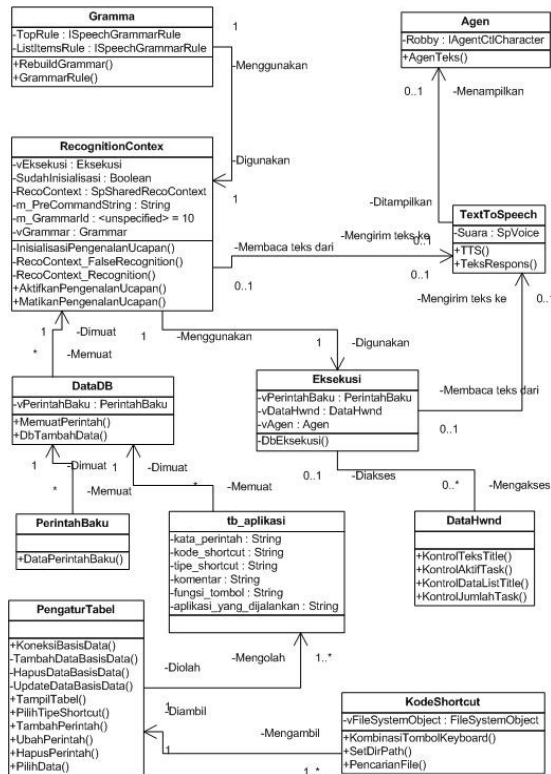 Gramma
-TopRule : ISpeechGrammarRule
-ListItemsRule : ISpeechGrammarRule
+RebuildGrammar()
+GrammarRule()
1
-Menggunakan
-Digunakan
1
Agen
-Robby : IAgentCtlCharacter
+AgenTeks()
0..1
-Menampilkan
-Ditampilkan
0..1
RecognitionContex
-vEksekusi : Eksekusi
-SudahInisialisasi : Boolean
-RecoContext : SpSharedRecoContext
-m_PreCommandString : String
-m_GrammarId : <unspecified> = 10
-vGrammar : Grammar
-InisialisasiPengenalanUcapan()
-RecoContext_FalseRecognition()
-RecoContext_Recognition()
+AktifkanPengenalanUcapan()
+MatikanPengenalanUcapan()
-Membaca teks dari
-Mengirim teks ke
0..1
0..1
TextToSpeech
-Suara : SpVoice
+TTS()
+TeksRespons()
-Mengirim teks ke
0..1
1
-Dimuat
*
-Memuat
1
-Menggunakan
1
-Digunakan
DataDB
-vPerintahBaku : PerintahBaku
+MemuatPerintah()
+DbTambahData()
Eksekusi
-vPerintahBaku : PerintahBaku
-vDataHwnd : DataHwnd
-vAgen : Agen
-DbEksekusi()
-Membaca teks dari
0..1
1
-Dimuat
1
-Dimuat
*
-Memuat
*
-Memuat
0..1
-Diakses
0..*
-Mengakses
PerintahBaku
+DataPerintahBaku()
tb_aplikasi
-kata_perintah : String
-kode_shortcut : String
-tipe_shortcut : String
-komentar : String
-fungsi_tombol : String
-aplikasi_yang_dijalankan : String
DataHwnd
+KontrolTeksTitle()
+KontrolAktifTask()
+KontrolDataListTitle()
+KontrolJumlahTask()
PengaturTabel
+KoneksiBasisData()
-TambahDataBasisData()
-HapusDataBasisData()
-UpdateDataBasisData()
+TampilTabel()
+PilihTipeShortcut()
+TambahPerintah()
+UbahPerintah()
+HapusPerintah()
+PilihData()
-Diolah
-Mengolah
1..*
1
-Diambil
1
-Mengambil
1..*
KodeShortcut
-vFileSystemObject : FileSystemObject
+KombinasiTombolKeyboard()
+SetDirPath()
+PencarianFile()